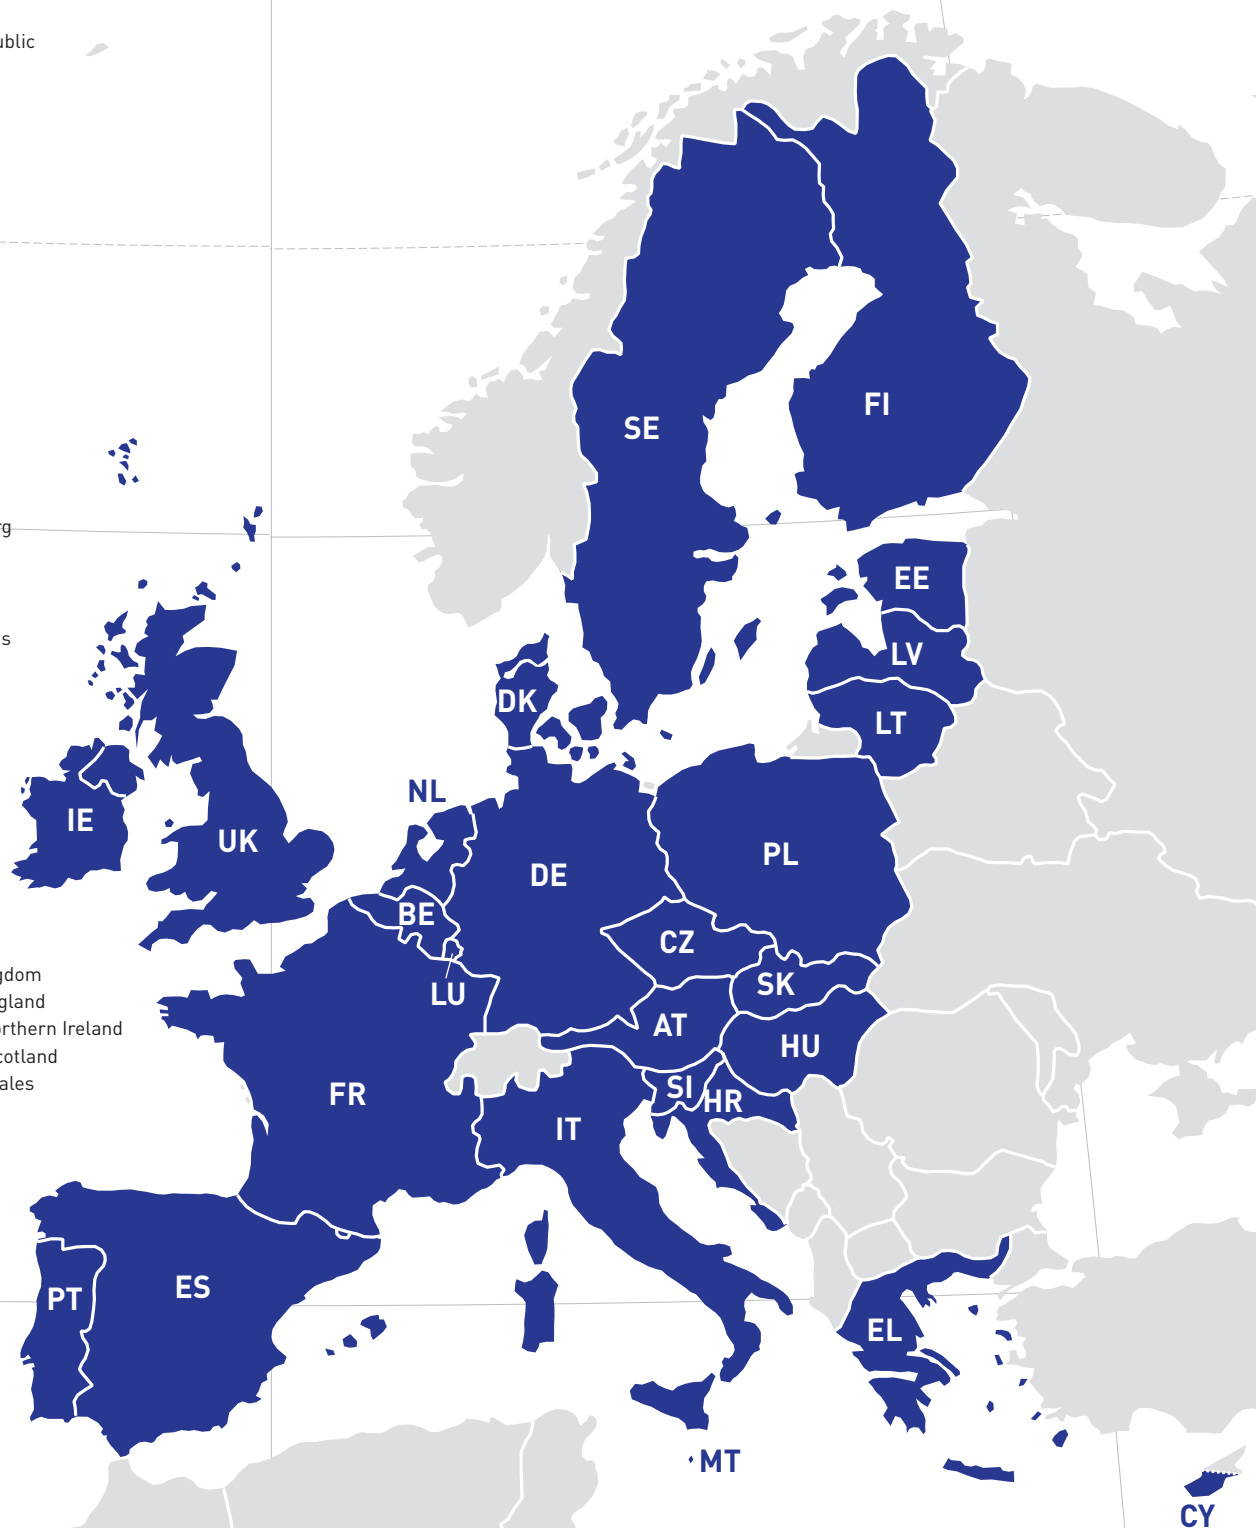 ublic
rg
s
gdom
gland
orthern Ireland
cotland
ales
SE
FI
EE
LV
LT
DK
NL
IE
UK
DE
PL
BE
CZ
LU
SK
AT
HU
FR
SI
HR
IT
ES
PT
EL
MT
CY